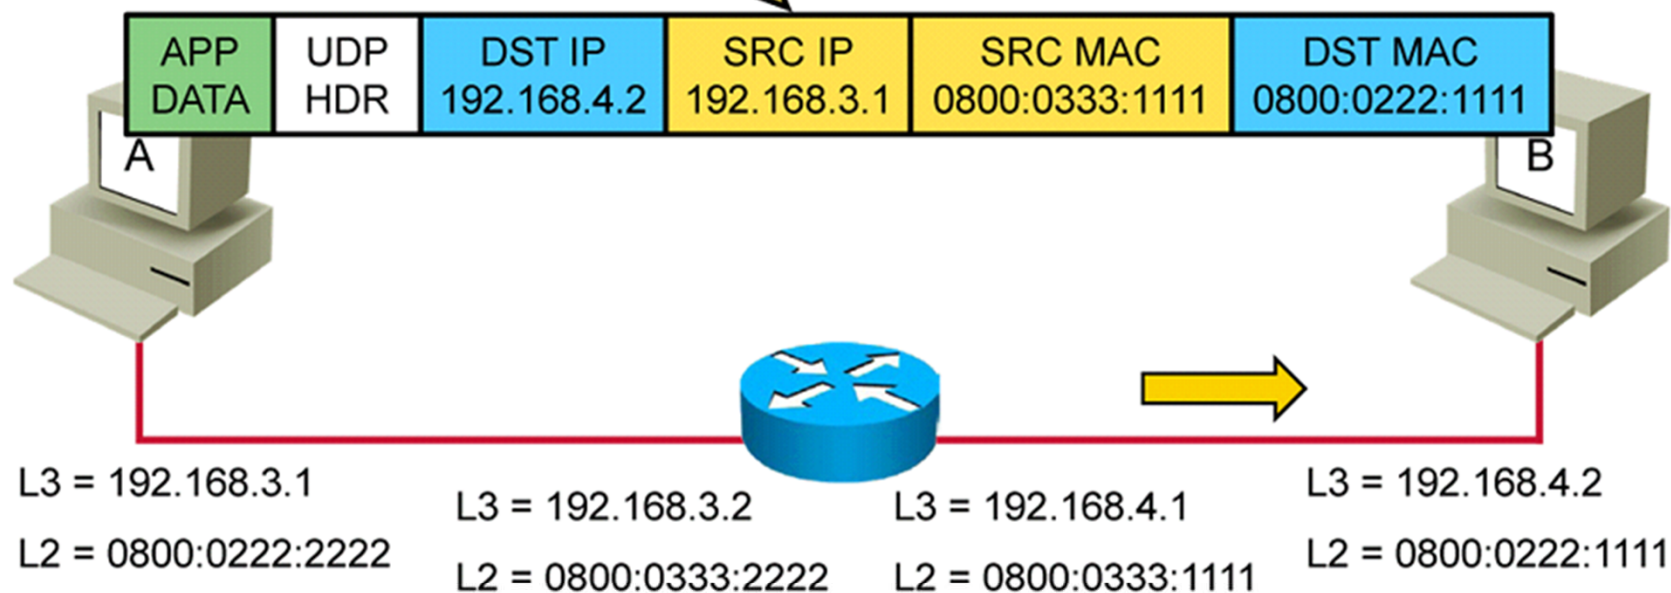 APP
DATA
UDP
HDR
DST IP
192.168.4.2
SRC IP
192.168.3.1
SRC MAC
0800:0333:1111
DST MAC
0800:0222:1111
A
B
L3 = 192.168.3.1
L2 = 0800:0222:2222
L3 = 192.168.3.2
L2 = 0800:0333:2222
L3 = 192.168.4.1
L2 = 0800:0333:1111
L3 = 192.168.4.2
L2 = 0800:0222:1111